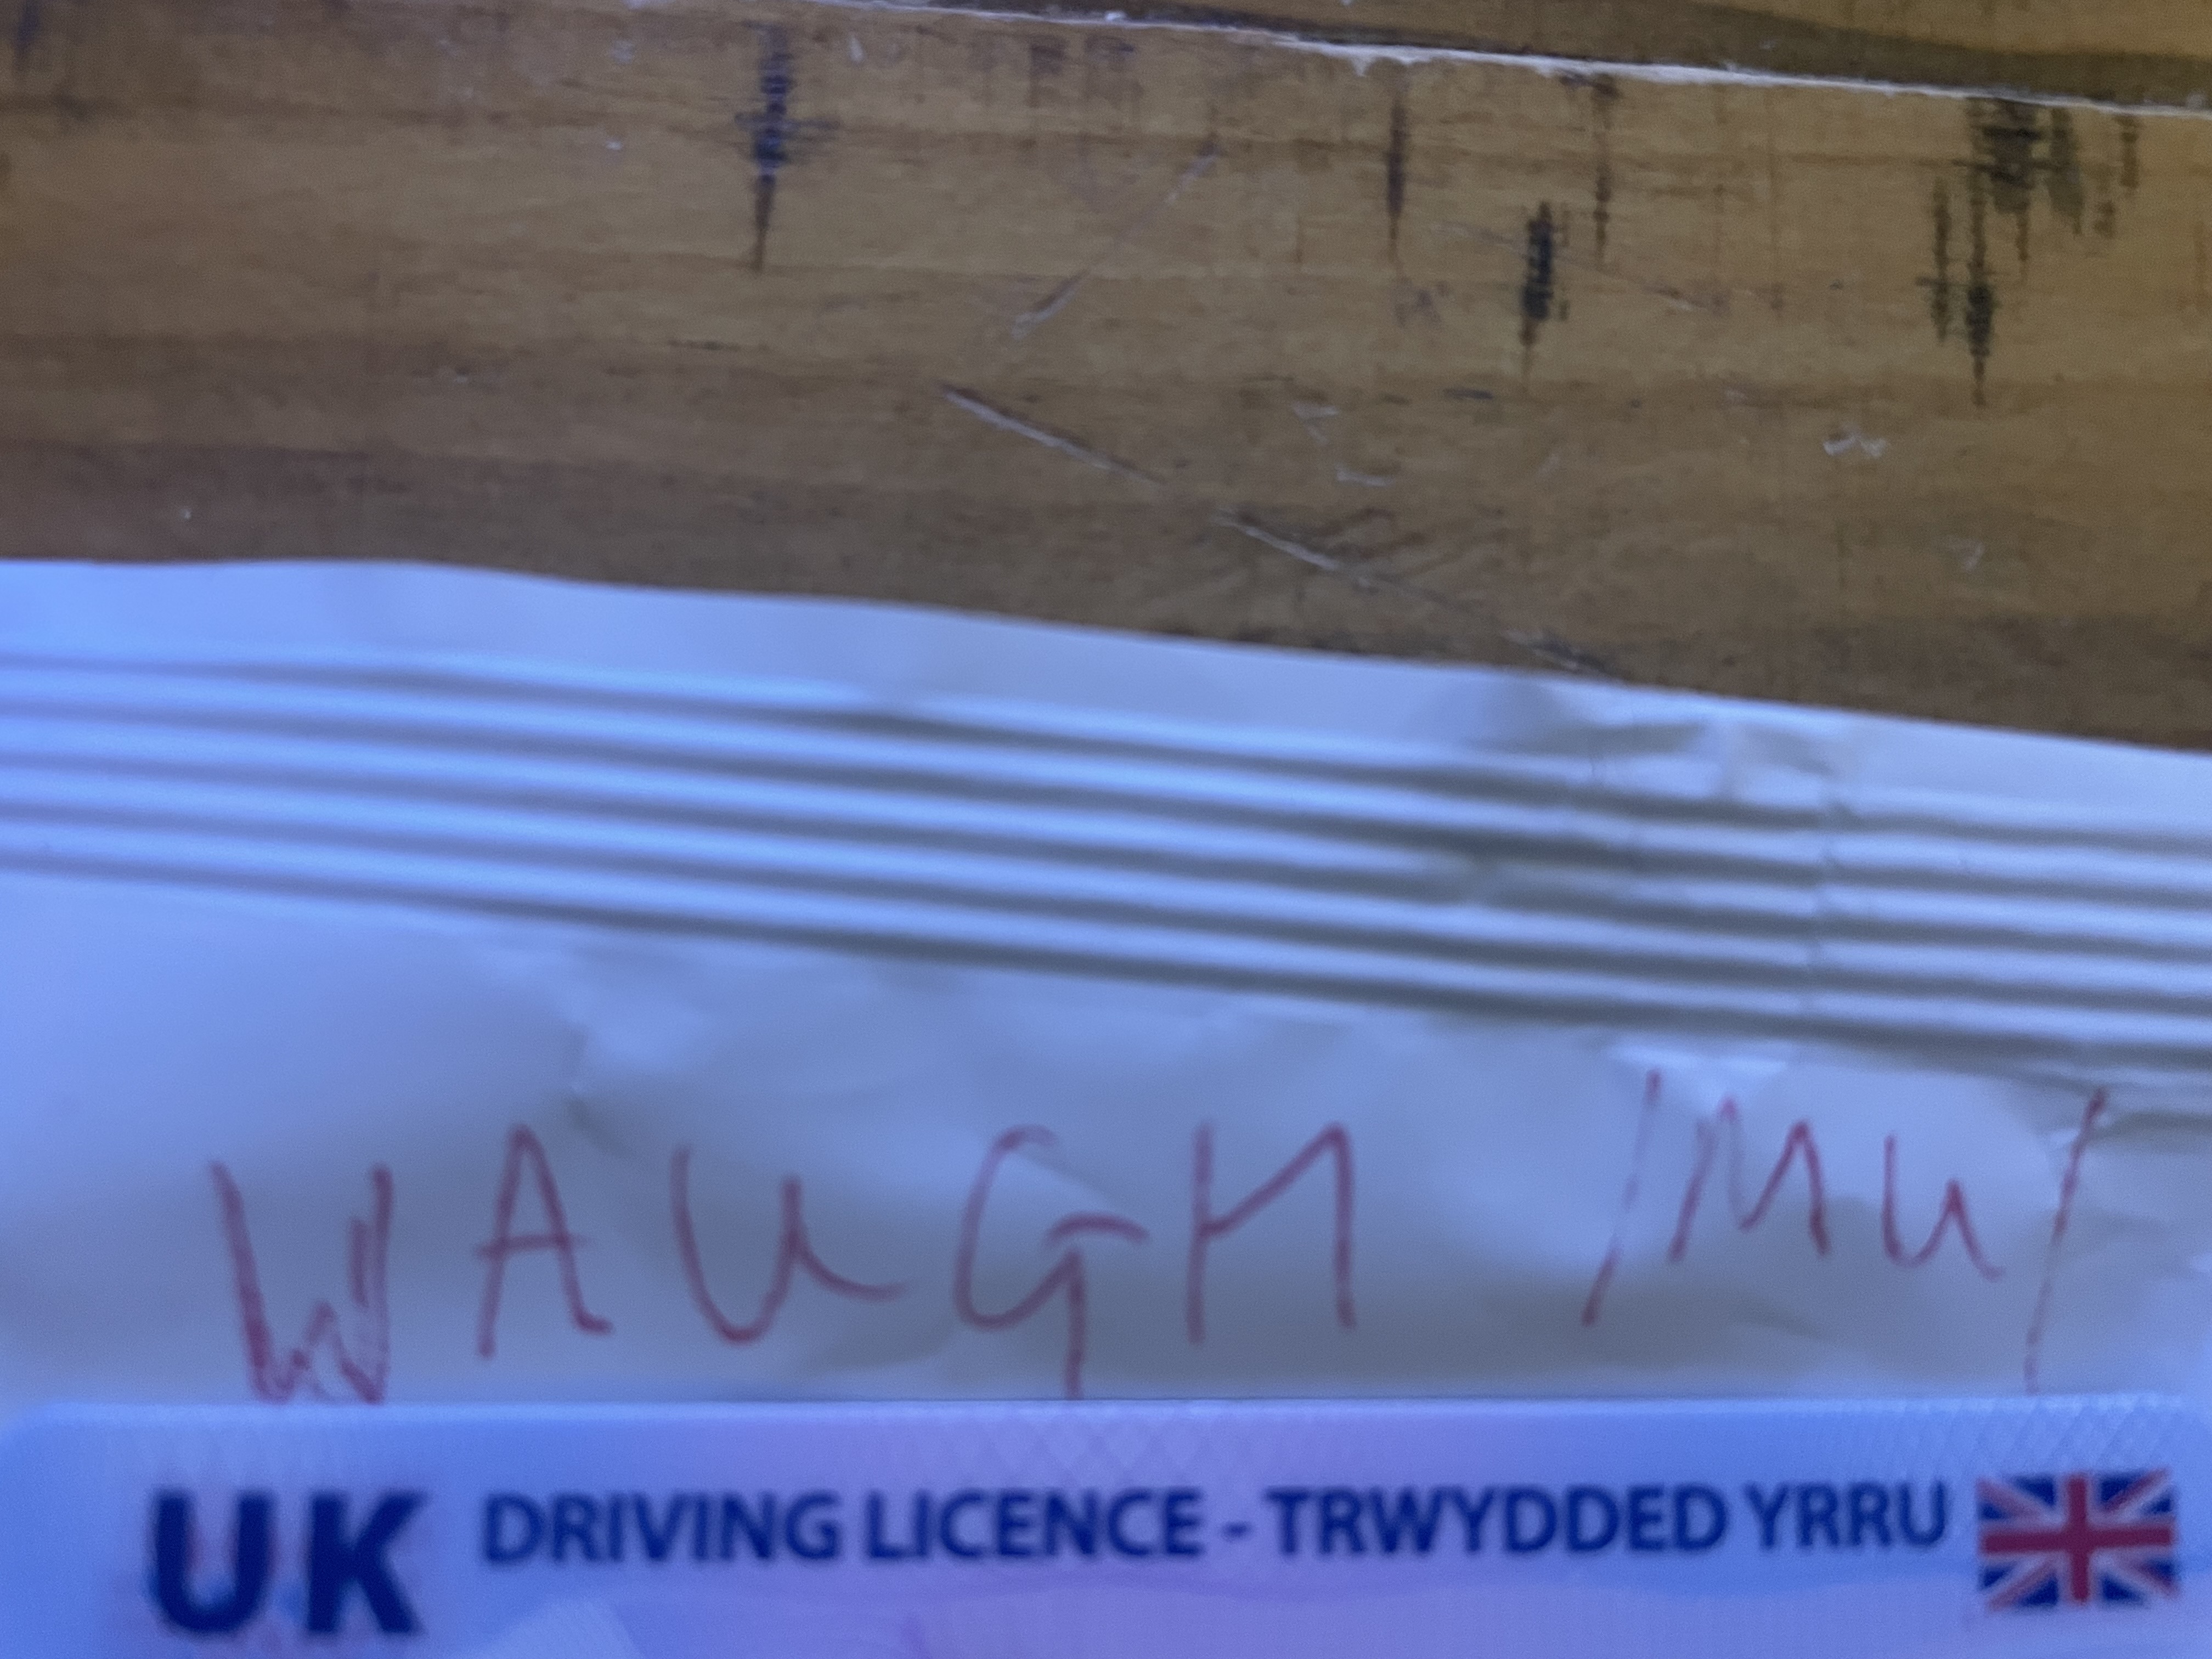 WAUGH /MU/
UK DRIVING LICENCE - TRWYDDED YRRU